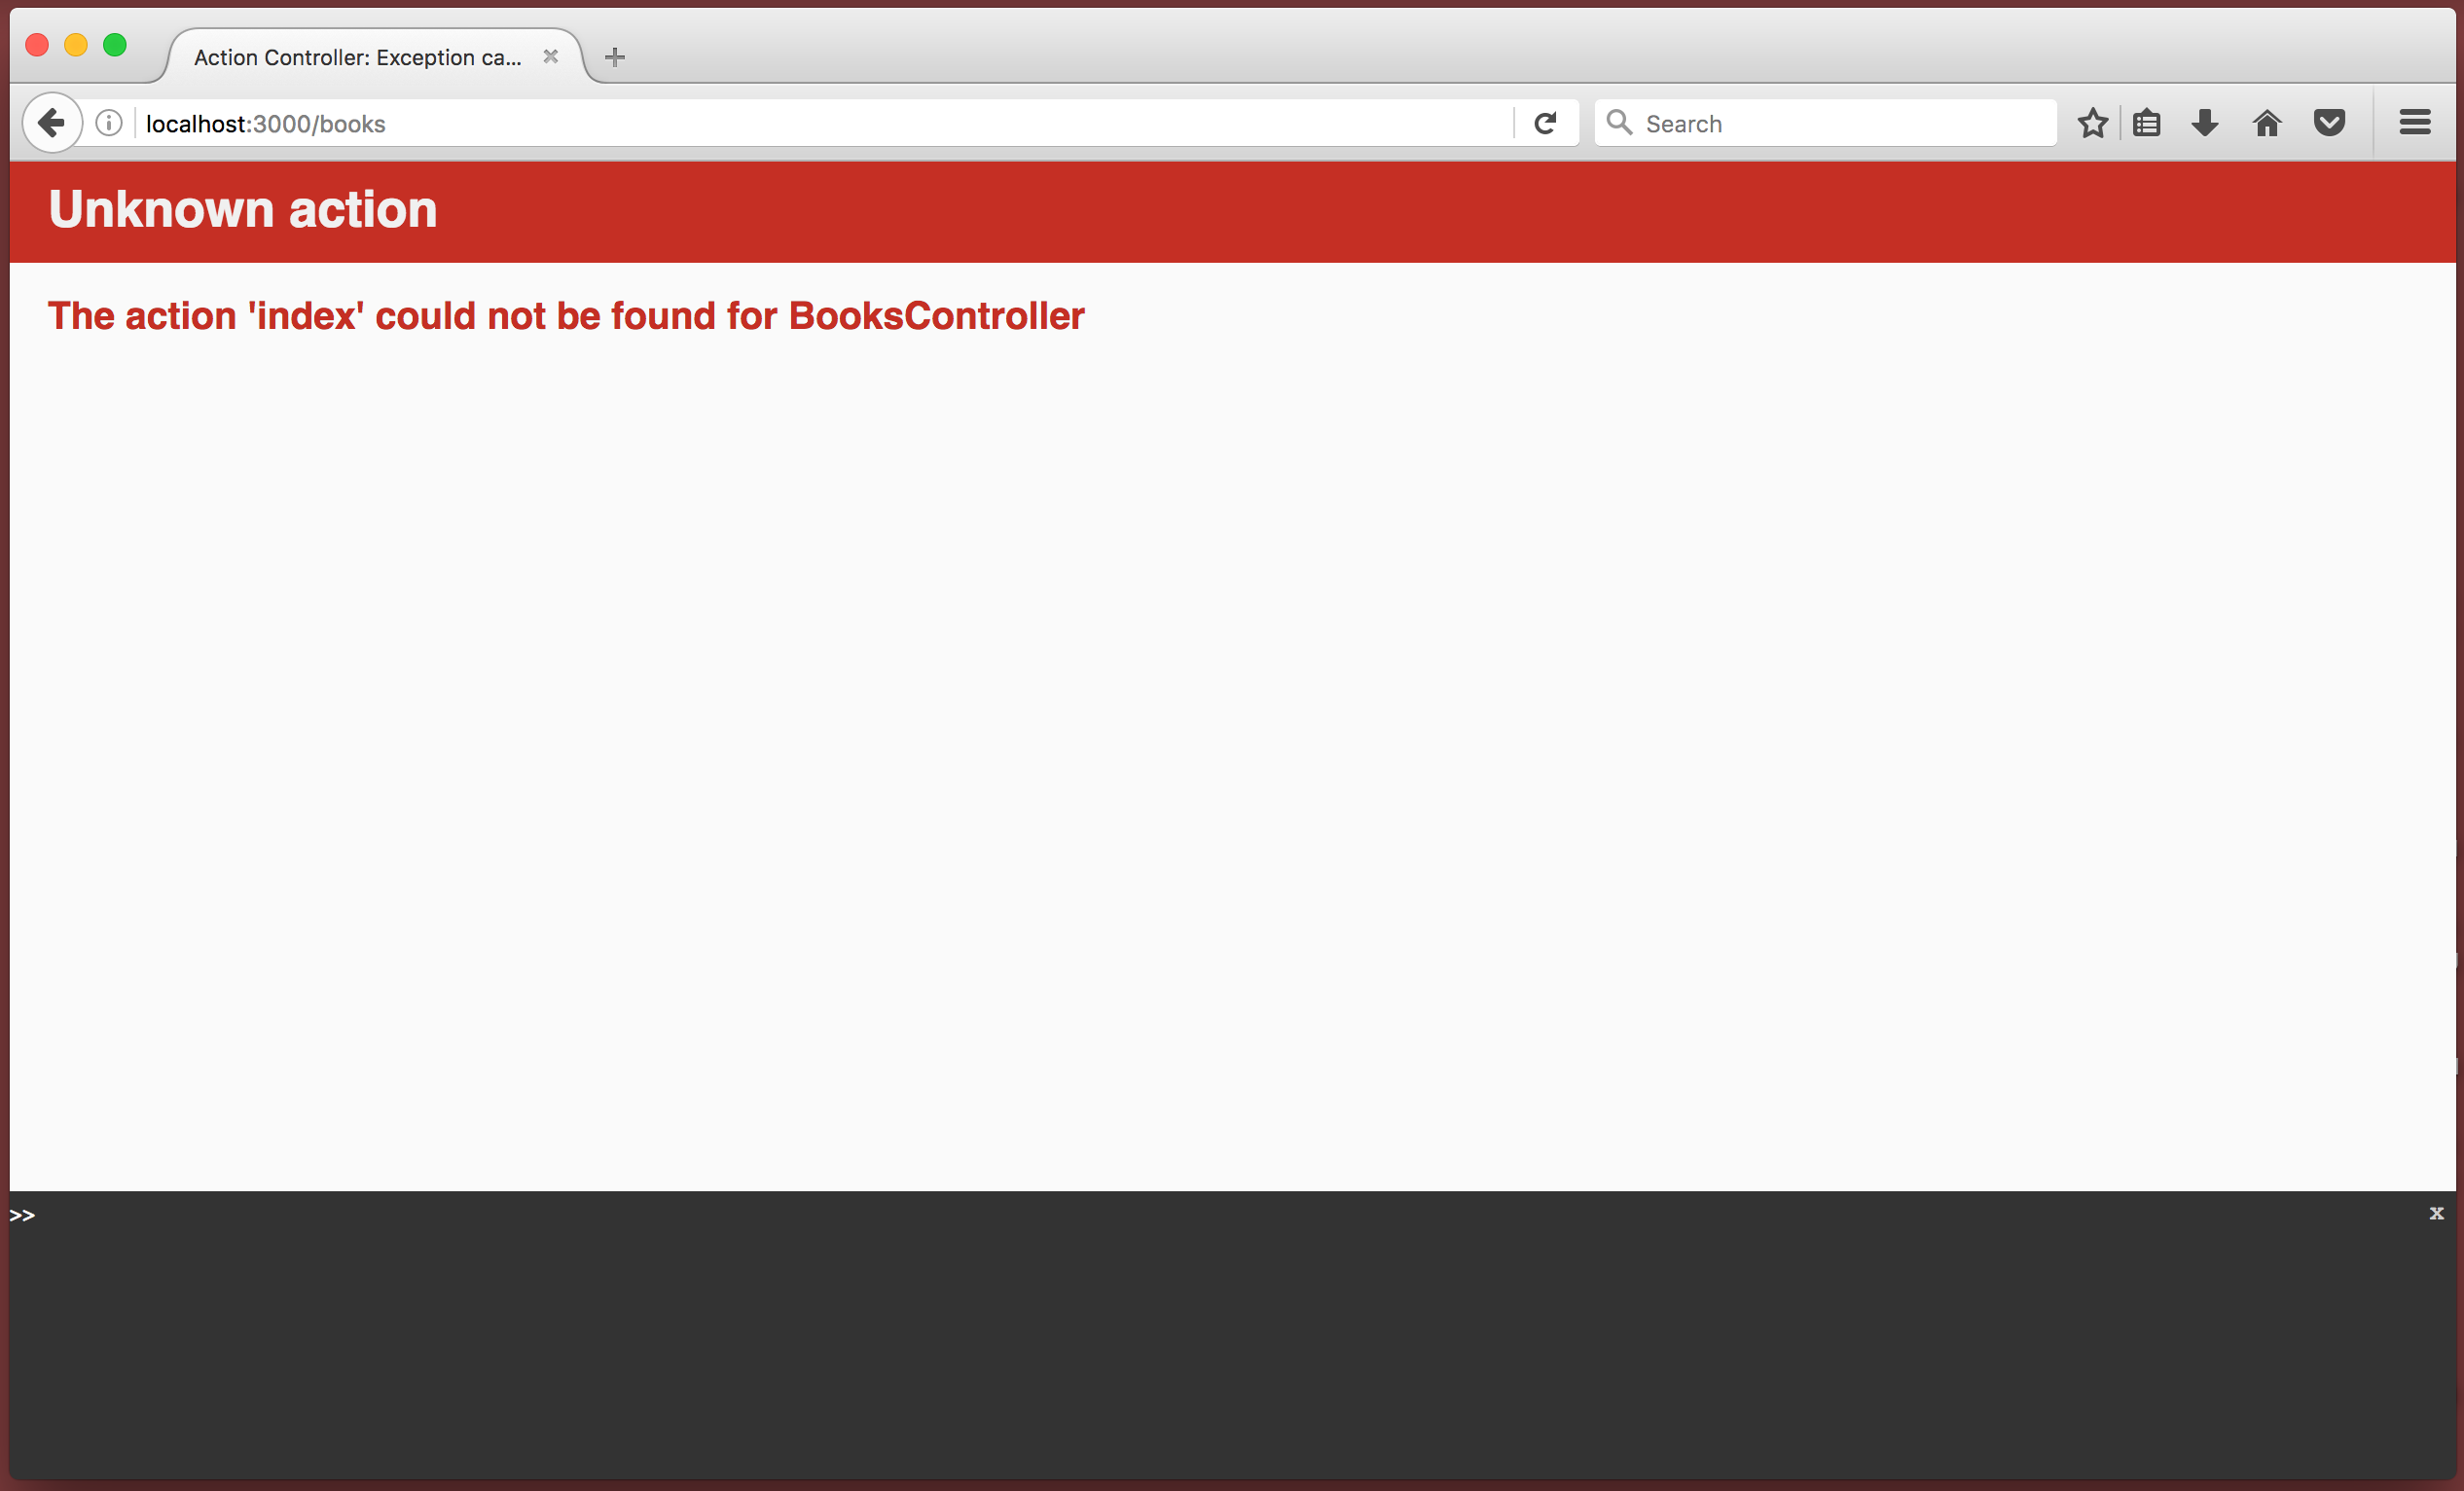 Action Controller: Exception ca...
localhost:3000/books
Search
Unknown action
The action 'index' could not be found for BooksController
>>
x